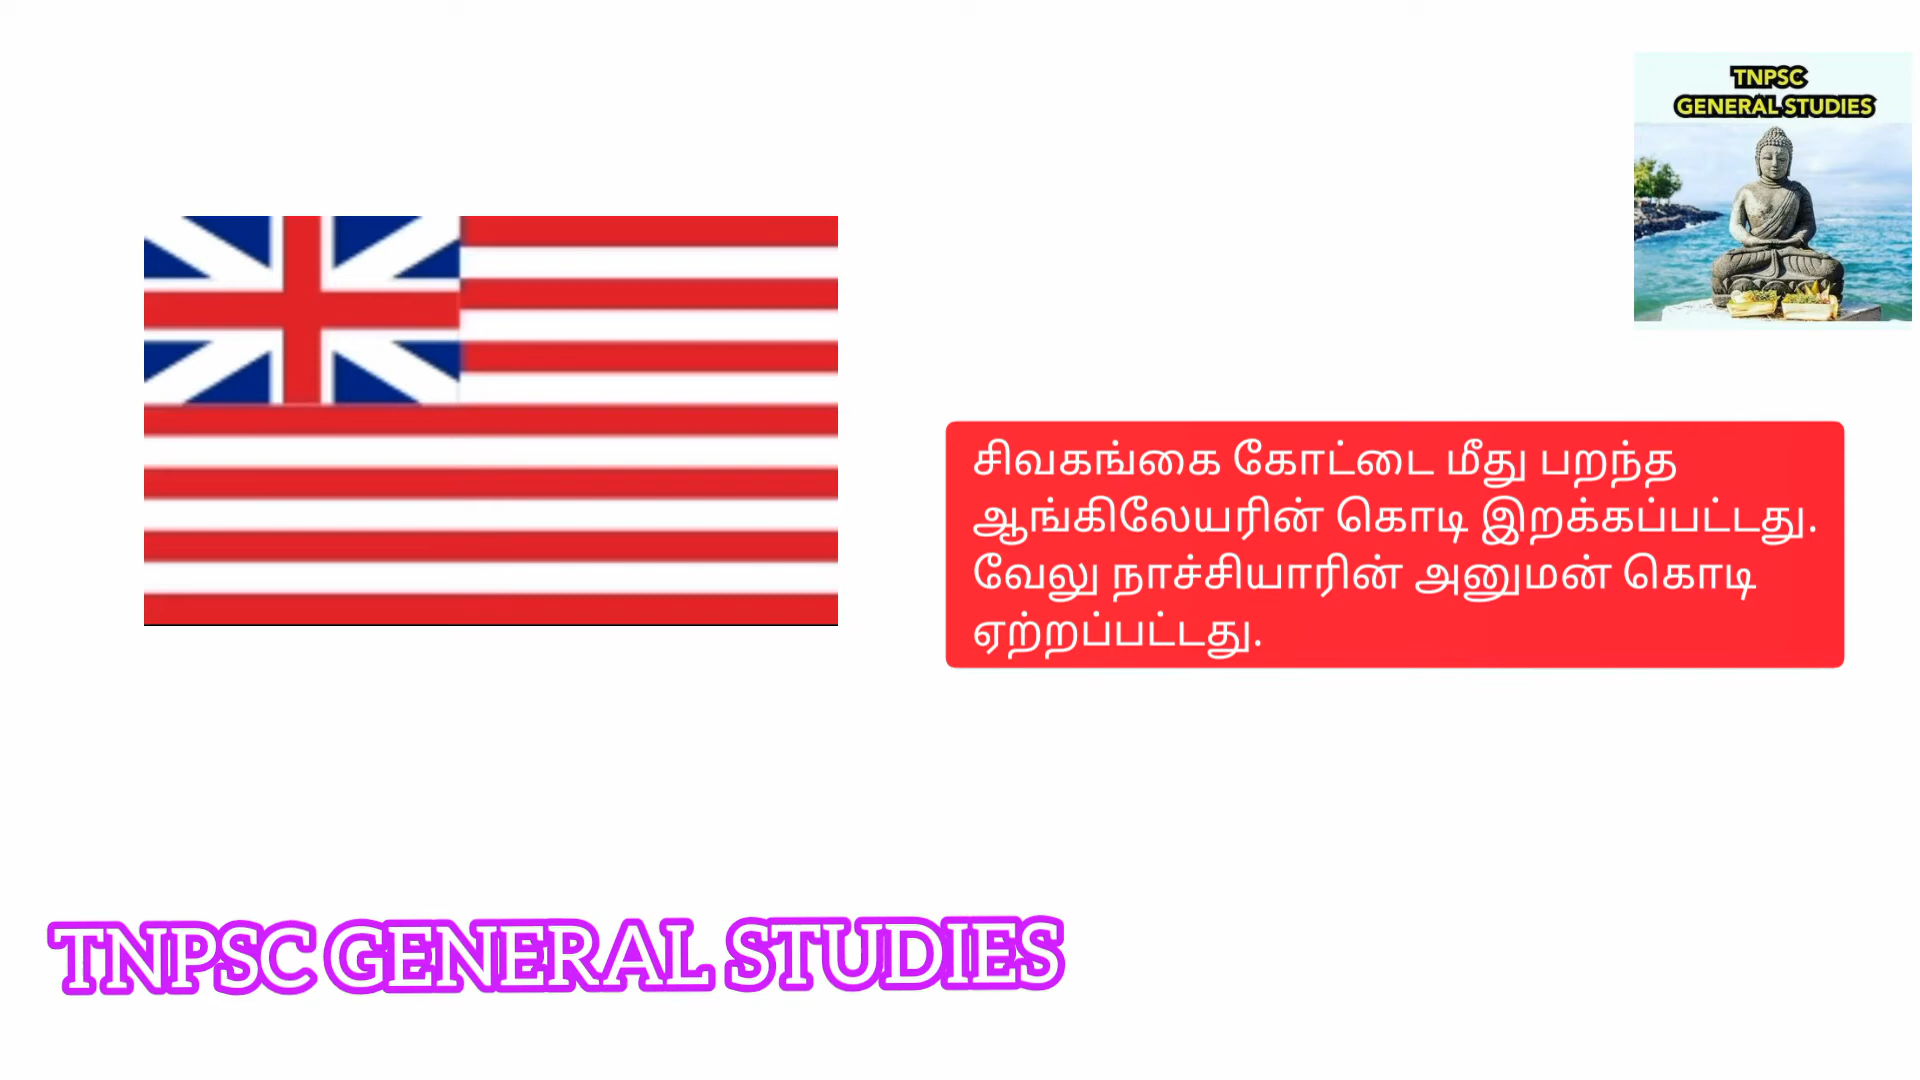 TNPSC
GENERAL STUDIES
சிவகங்கை கோட்டை மீது பறந்த
ஆங்கிலேயரின் கொடி இறக்கப்பட்டது.
வேலு நாச்சியாரின் அனுமன் கொடி
ஏற்றப்பட்டது.
TNPSC GENERAL STUDIES